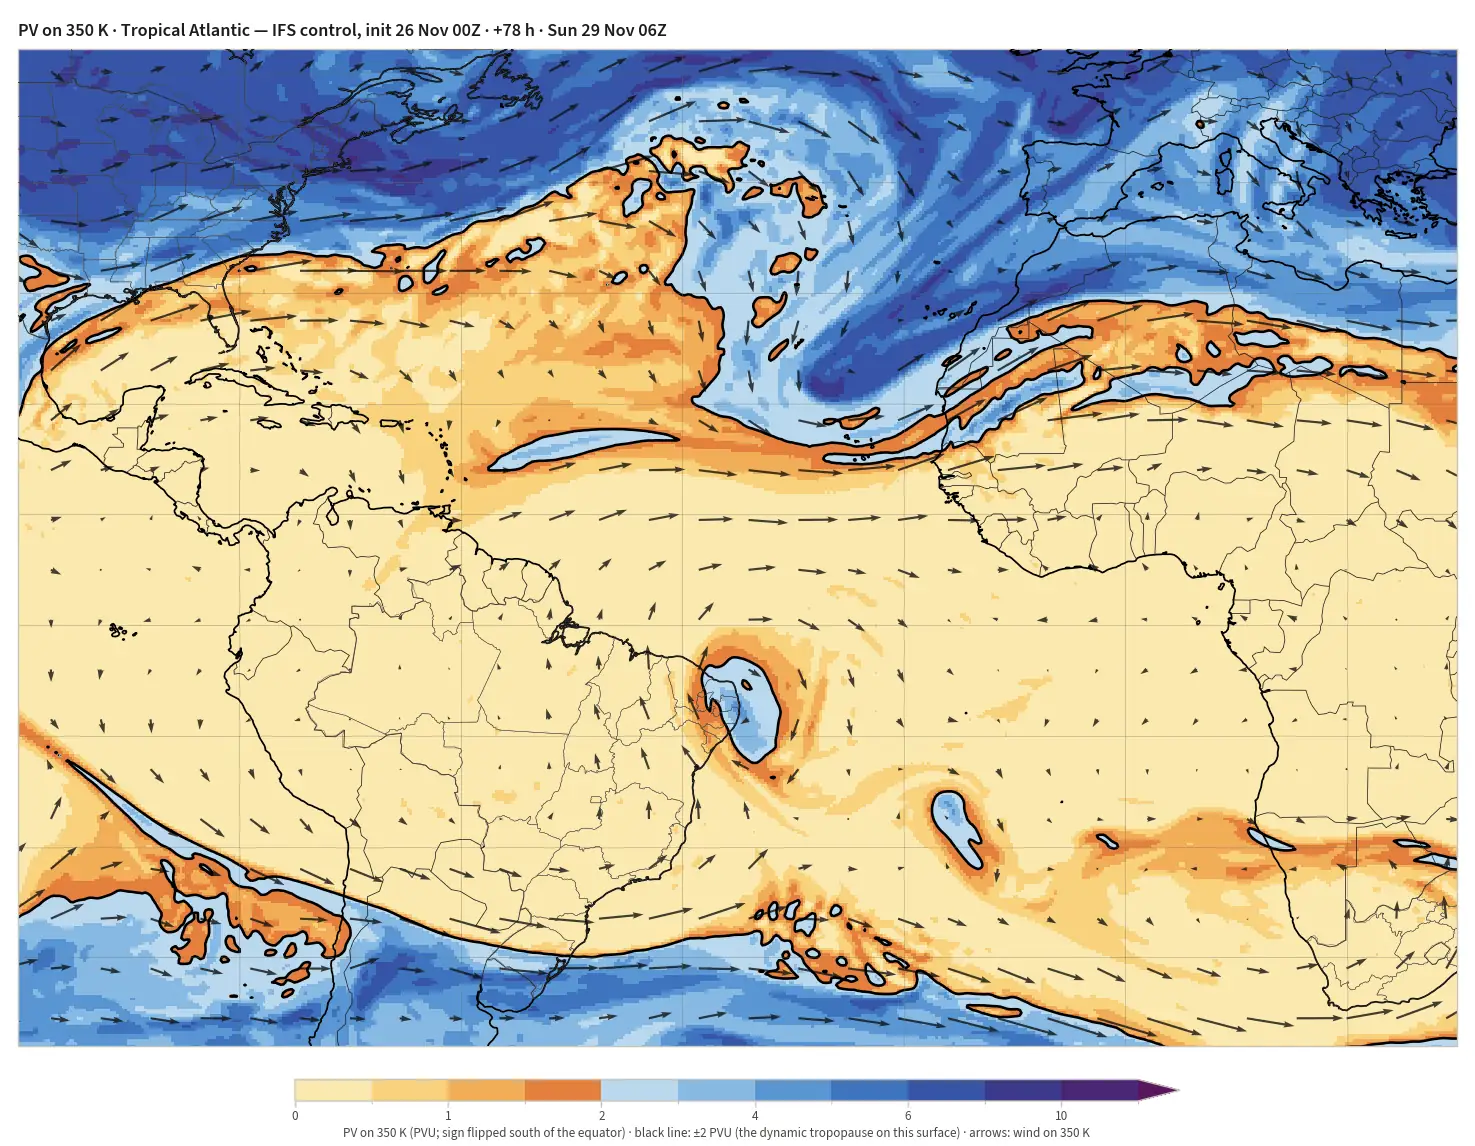 PV on 350 K · Tropical Atlantic — IFS control, init 26 Nov 00Z · +78 h · Sun 29 Nov 06Z
0 1 2 4 6 10
PV on 350 K (PVU; sign flipped south of the equator) · black line: ±2 PVU (the dynamic tropopause on this surface) · arrows: wind on 350 K